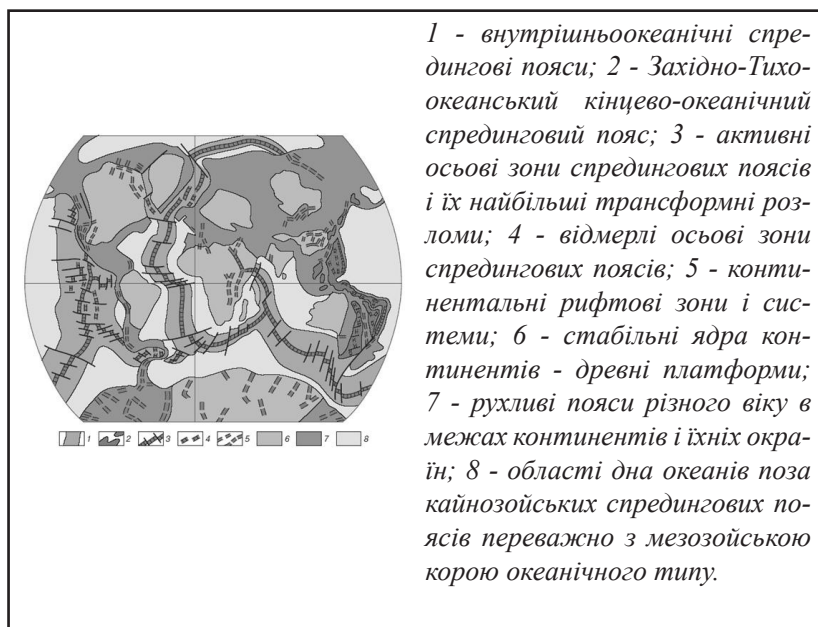 1 - внутрішньоокеанічні спре-
дингові пояси; 2 - Західно-Тихо-
океанський кінцево-океанічний
спрединговий пояс; 3 - активні
осьові зони спредингових поясів
і їх найбільші трансформні роз-
ломи; 4 - відмерлі осьові зони
спредингових поясів; 5 - конти-
нентальні рифтові зони і сис-
теми; 6 - стабільні ядра кон-
тинентів - древні платформи;
7 - рухливі пояси різного віку в
межах континентів і їхніх окра-
їн; 8 - області дна океанів поза
кайнозойських спредингових по-
ясів переважно з мезозойською
корою океанічного типу.
1 2 3 4 5 6 7 8